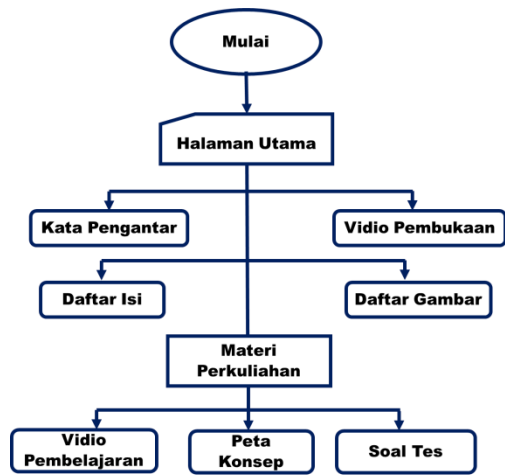 Mulai
Halaman Utama
Kata Pengantar
Vidio Pembukaan
Daftar Isi
Daftar Gambar
Materi
Perkuliahan
Vidio
Pembelajaran
Peta
Konsep
Soal Tes